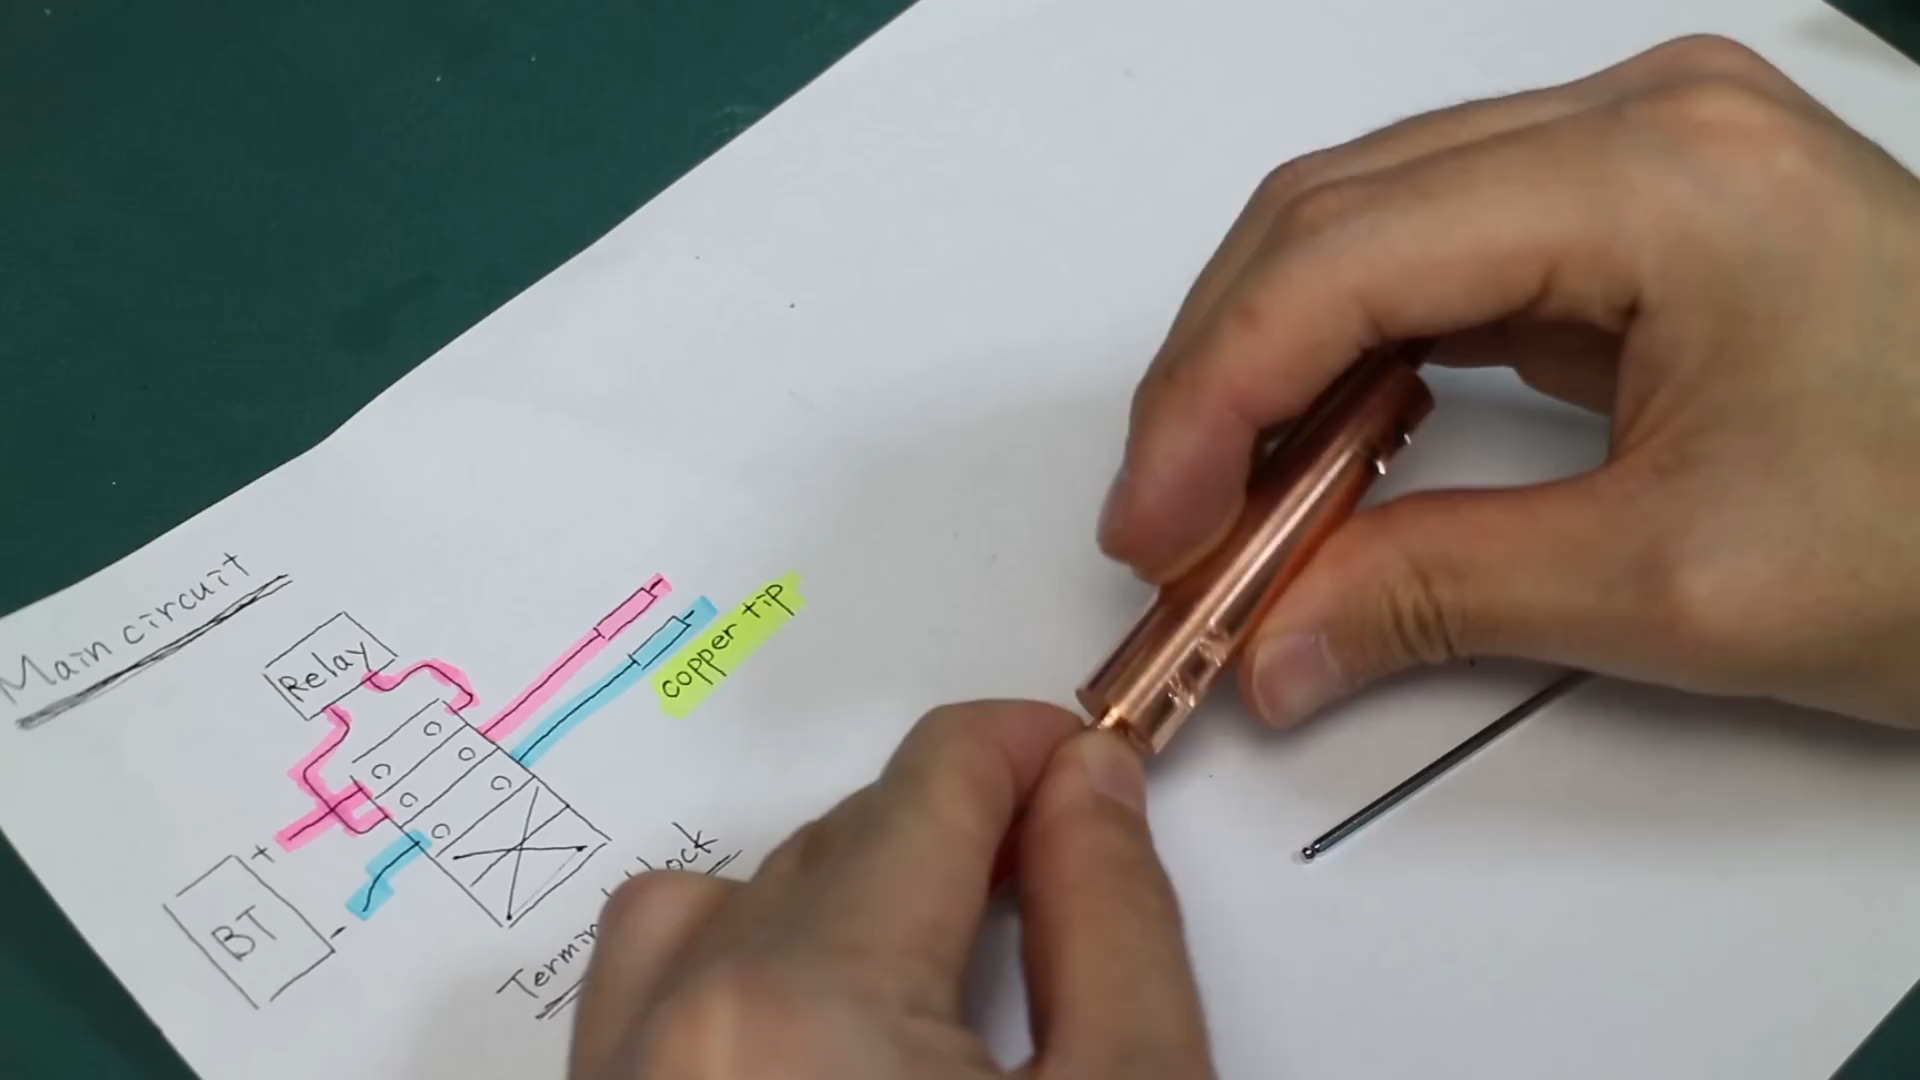 Main circuit
Relay
copper tip
+
BT
-